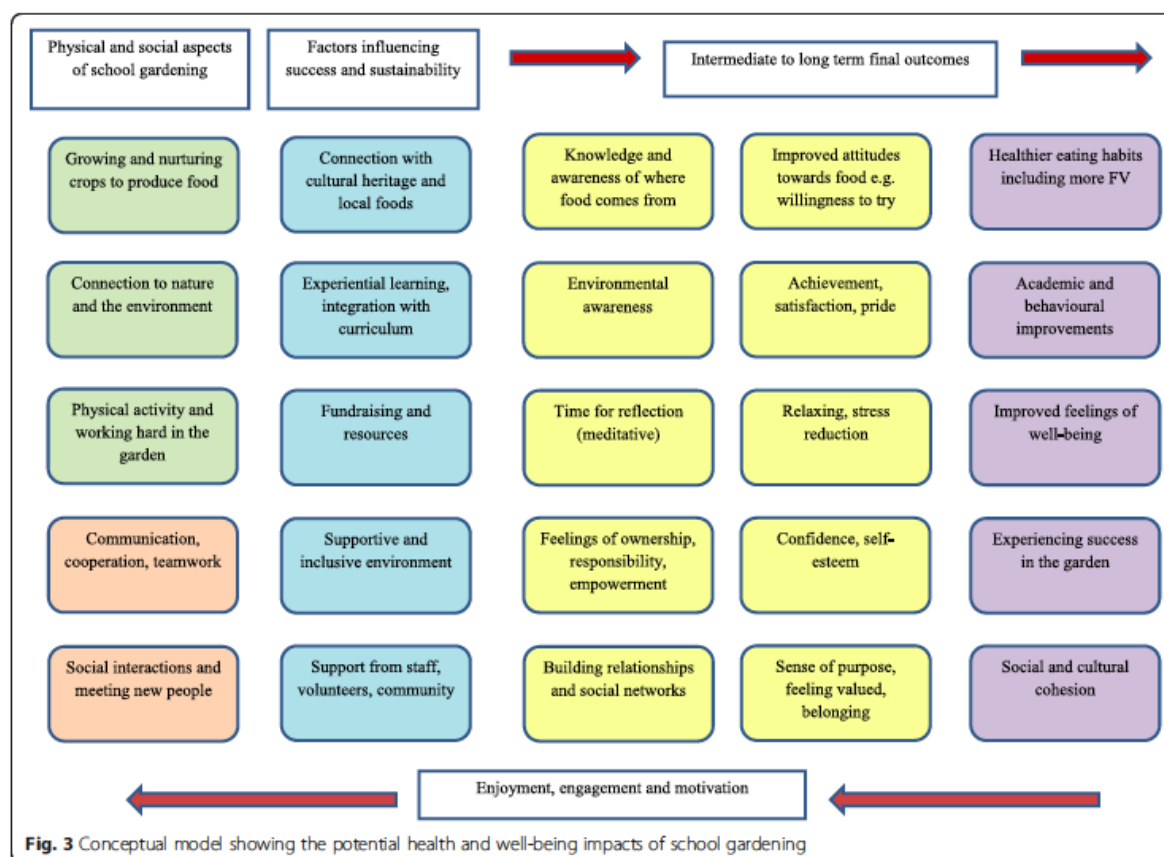 Physical and social aspects
of school gardening
Factors influencing
success and sustainability
Intermediate to long term final outcomes
Growing and nurturing
crops to produce food
Connection with
cultural heritage and
local foods
Knowledge and
awareness of where
food comes from
Improved attitudes
towards food e.g.
willingness to try
Healthier eating habits
including more FV
Connection to nature
and the environment
Experiential learning,
integration with
curriculum
Environmental
awareness
Achievement,
satisfaction, pride
Academic and
behavioural
improvements
Physical activity and
working hard in the
garden
Fundraising and
resources
Time for reflection
(meditative)
Relaxing, stress
reduction
Improved feelings of
well-being
Communication,
cooperation, teamwork
Supportive and
inclusive environment
Feelings of ownership,
responsibility,
empowerment
Confidence, self-
esteem
Experiencing success
in the garden
Social interactions and
meeting new people
Support from staff,
volunteers, community
Building relationships
and social networks
Sense of purpose,
feeling valued,
belonging
Social and cultural
cohesion
Enjoyment, engagement and motivation
Fig. 3 Conceptual model showing the potential health and well-being impacts of school gardening